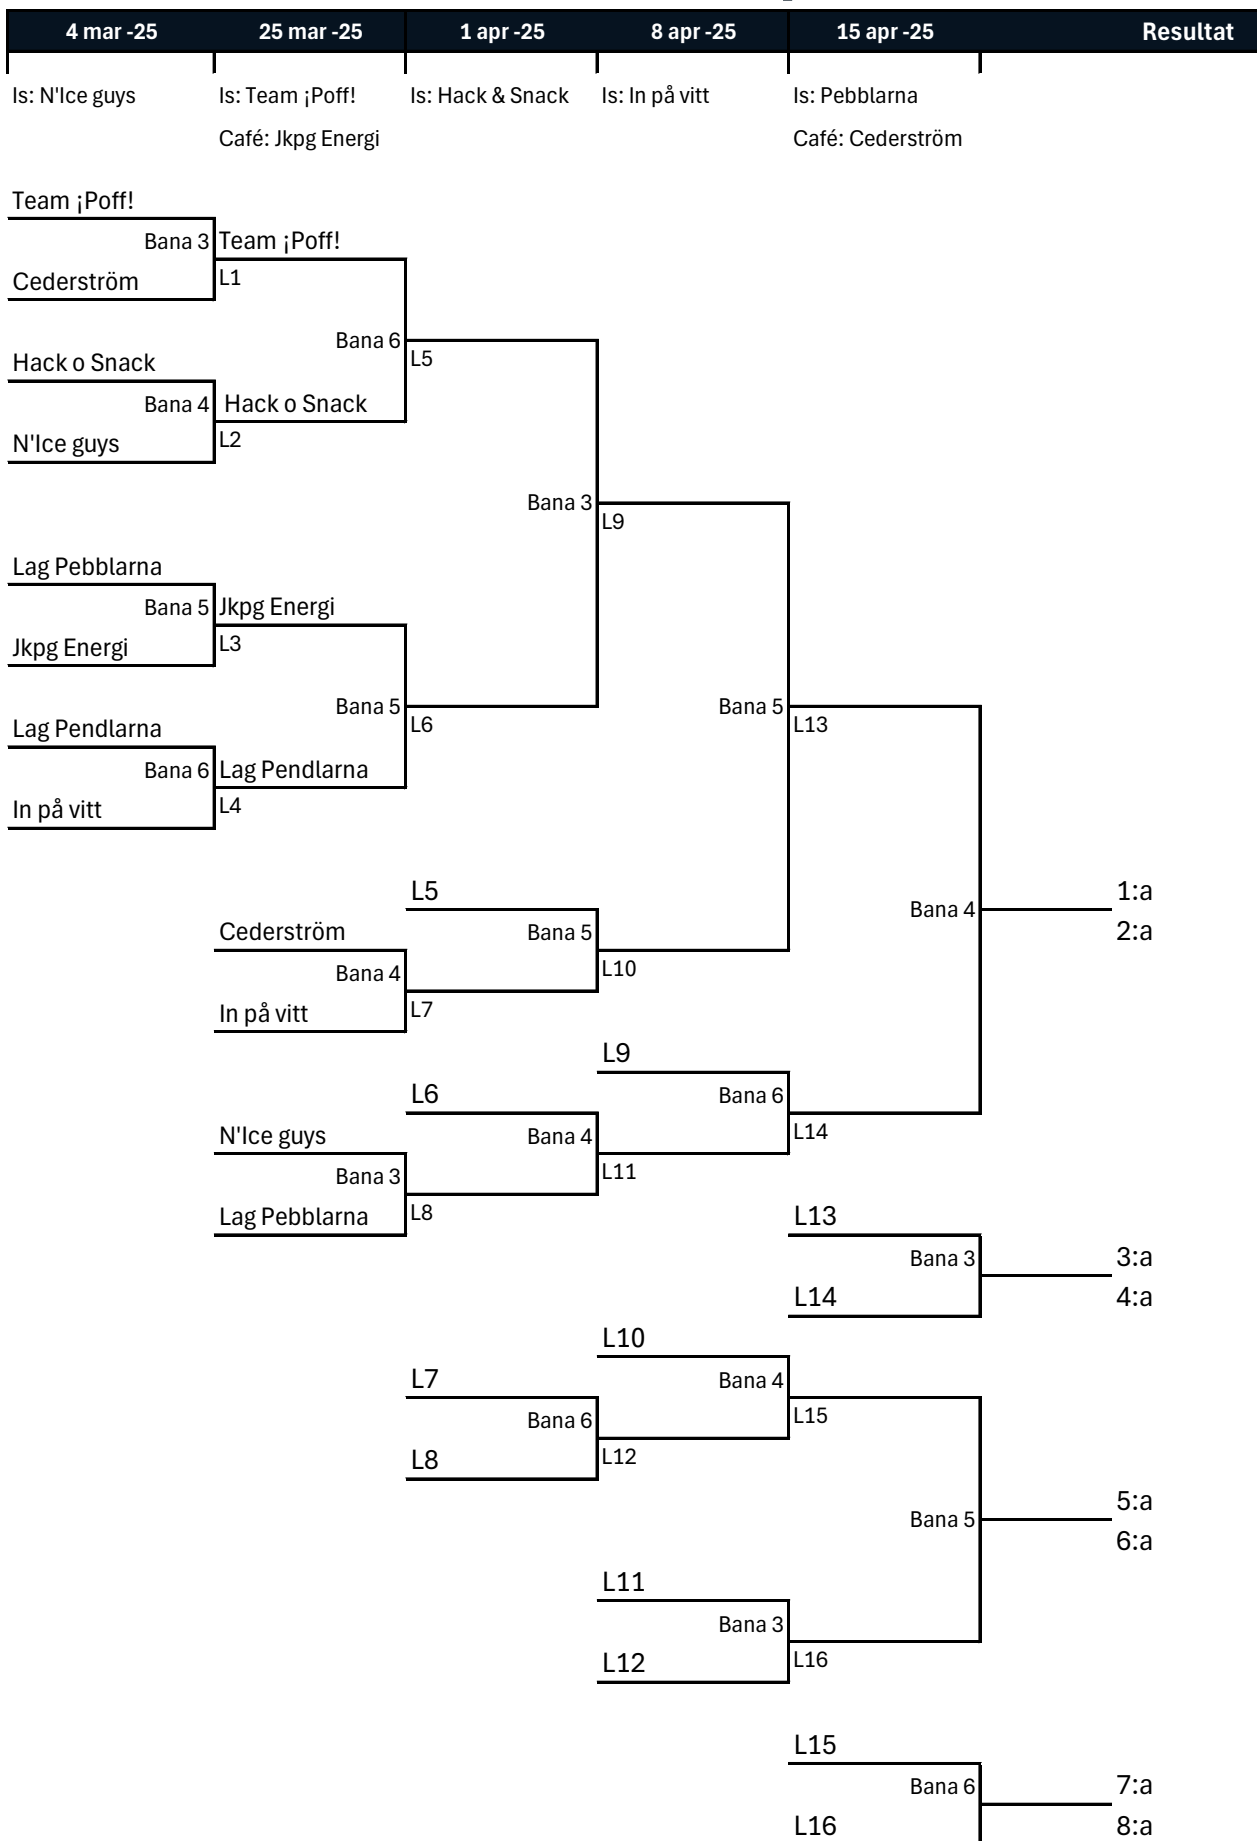 4 mar -25 25 mar -25 1 apr -25 8 apr -25 15 apr -25 Resultat
Is: N'Ice guys Is: Team ¡Poff! Is: Hack & Snack Is: In på vitt Is: Pebblarna
Café: Jkpg Energi Café: Cederström
Team ¡Poff!
Bana 3 Team ¡Poff!
Cederström L1
Bana 6
Hack o Snack L5
Bana 4 Hack o Snack
N'Ice guys L2
Bana 3
L9
Lag Pebblarna
Bana 5 Jkpg Energi
Jkpg Energi L3
Bana 5 Bana 5
Lag Pendlarna L6 L13
Bana 6 Lag Pendlarna
In på vitt L4
L5 1:a
Bana 4
Cederström Bana 5 2:a
Bana 4 L10
In på vitt L7
L9
L6 Bana 6
N'Ice guys Bana 4 L14
Bana 3 L11
Lag Pebblarna L8 L13
Bana 3 3:a
L14 4:a
L10
L7 Bana 4
Bana 6 L15
L8 L12
5:a
Bana 5
6:a
L11
Bana 3
L12 L16
L15
Bana 6 7:a
L16 8:a